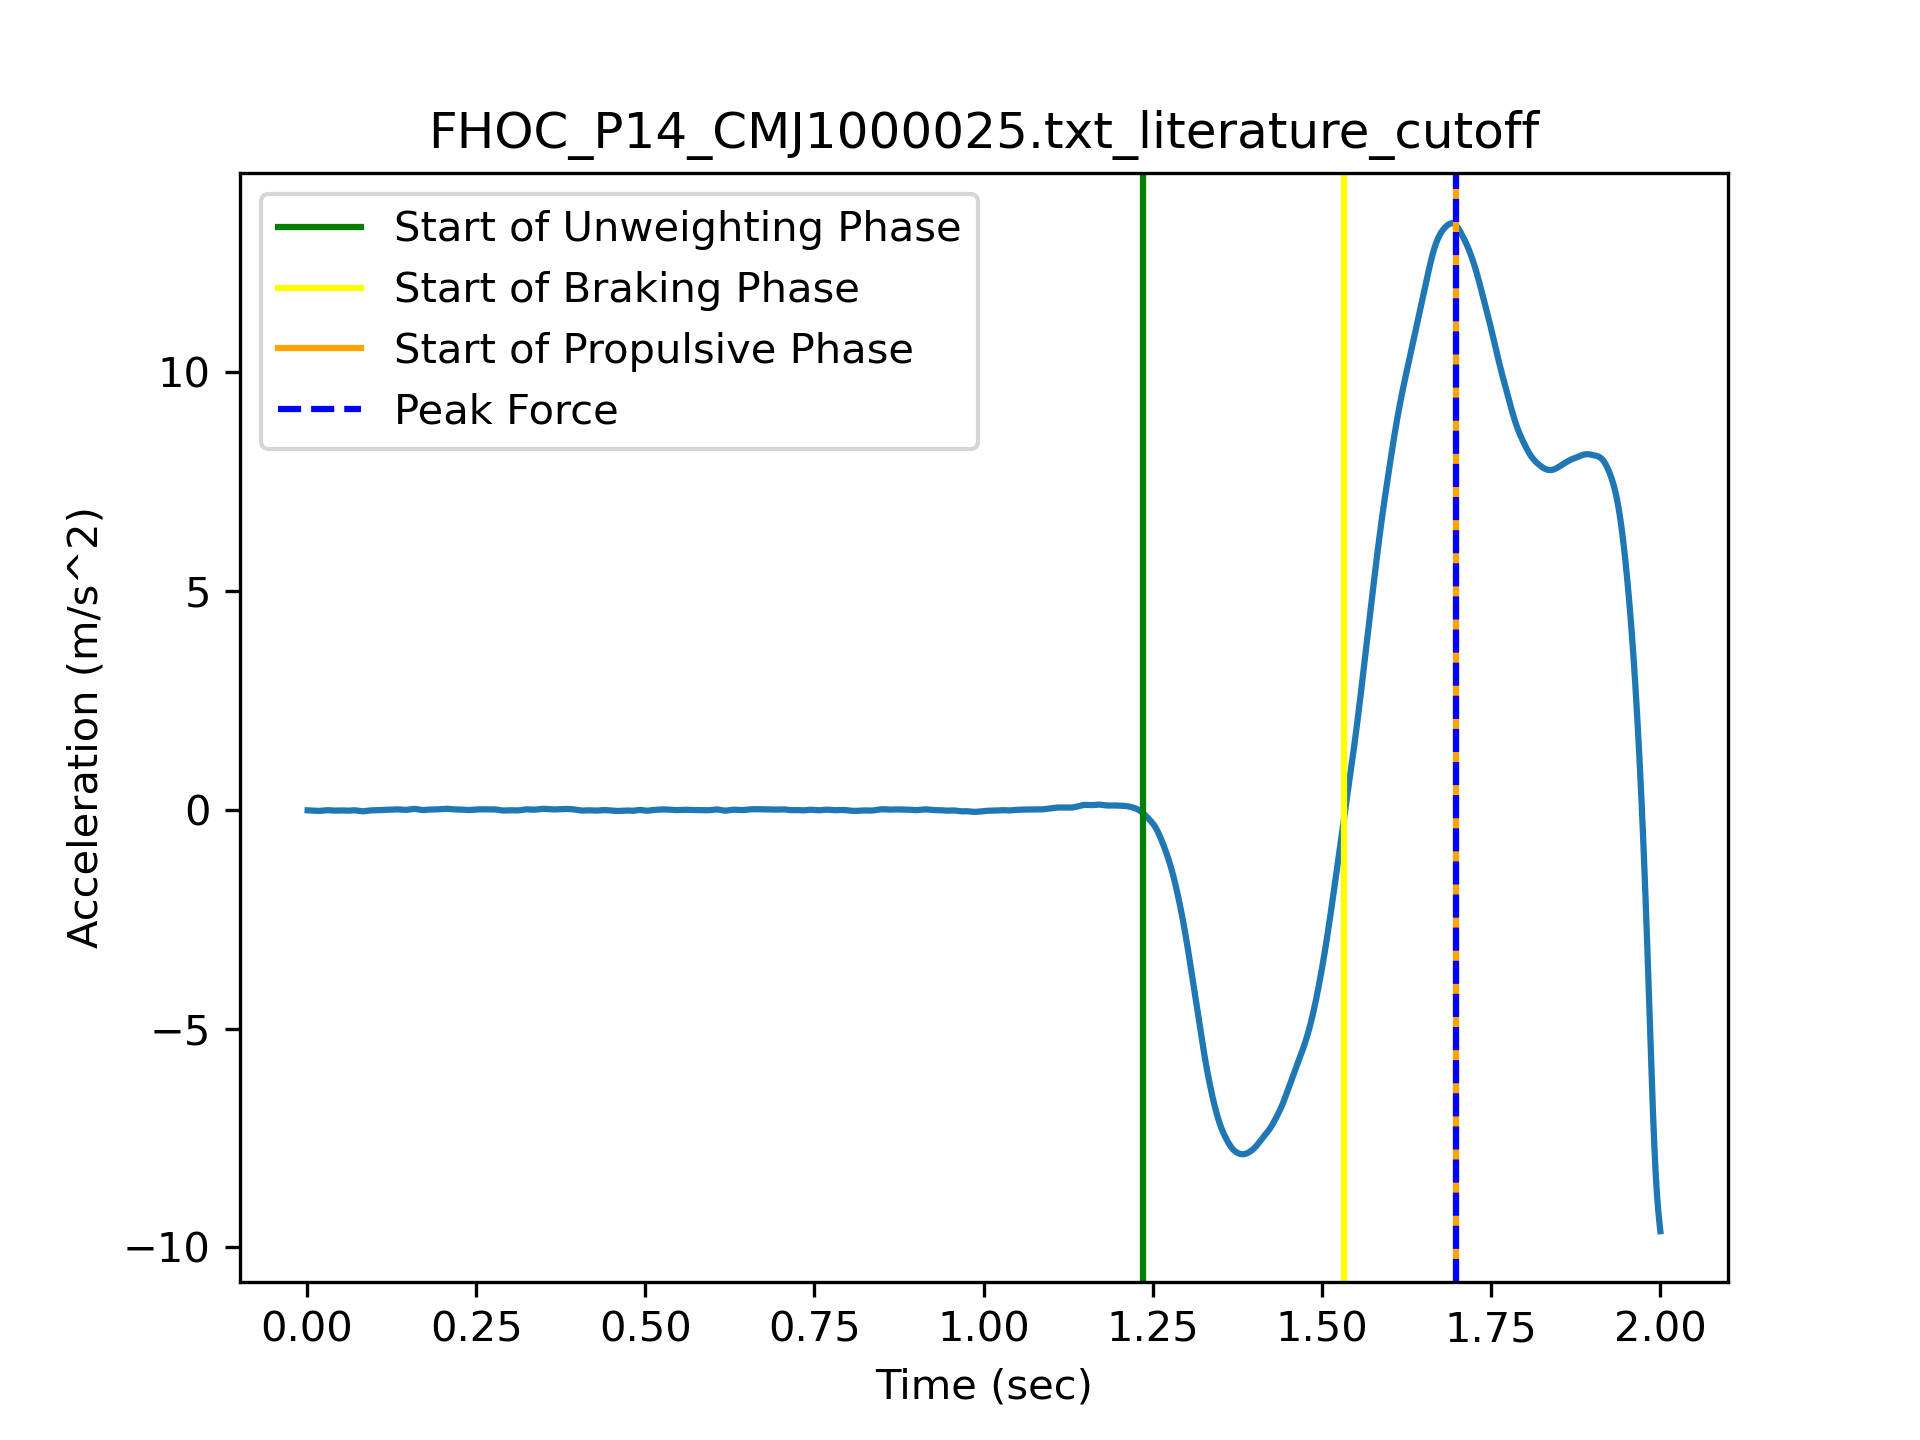 FHOC_P14_CMJ1000025.txt_literature_cutoff
Start of Unweighting Phase
Start of Braking Phase
Start of Propulsive Phase
Peak Force
Acceleration (m/s^2)
10
5
0
−5
−10
0.00 0.25 0.50 0.75 1.00 1.25 1.50 1.75 2.00
Time (sec)